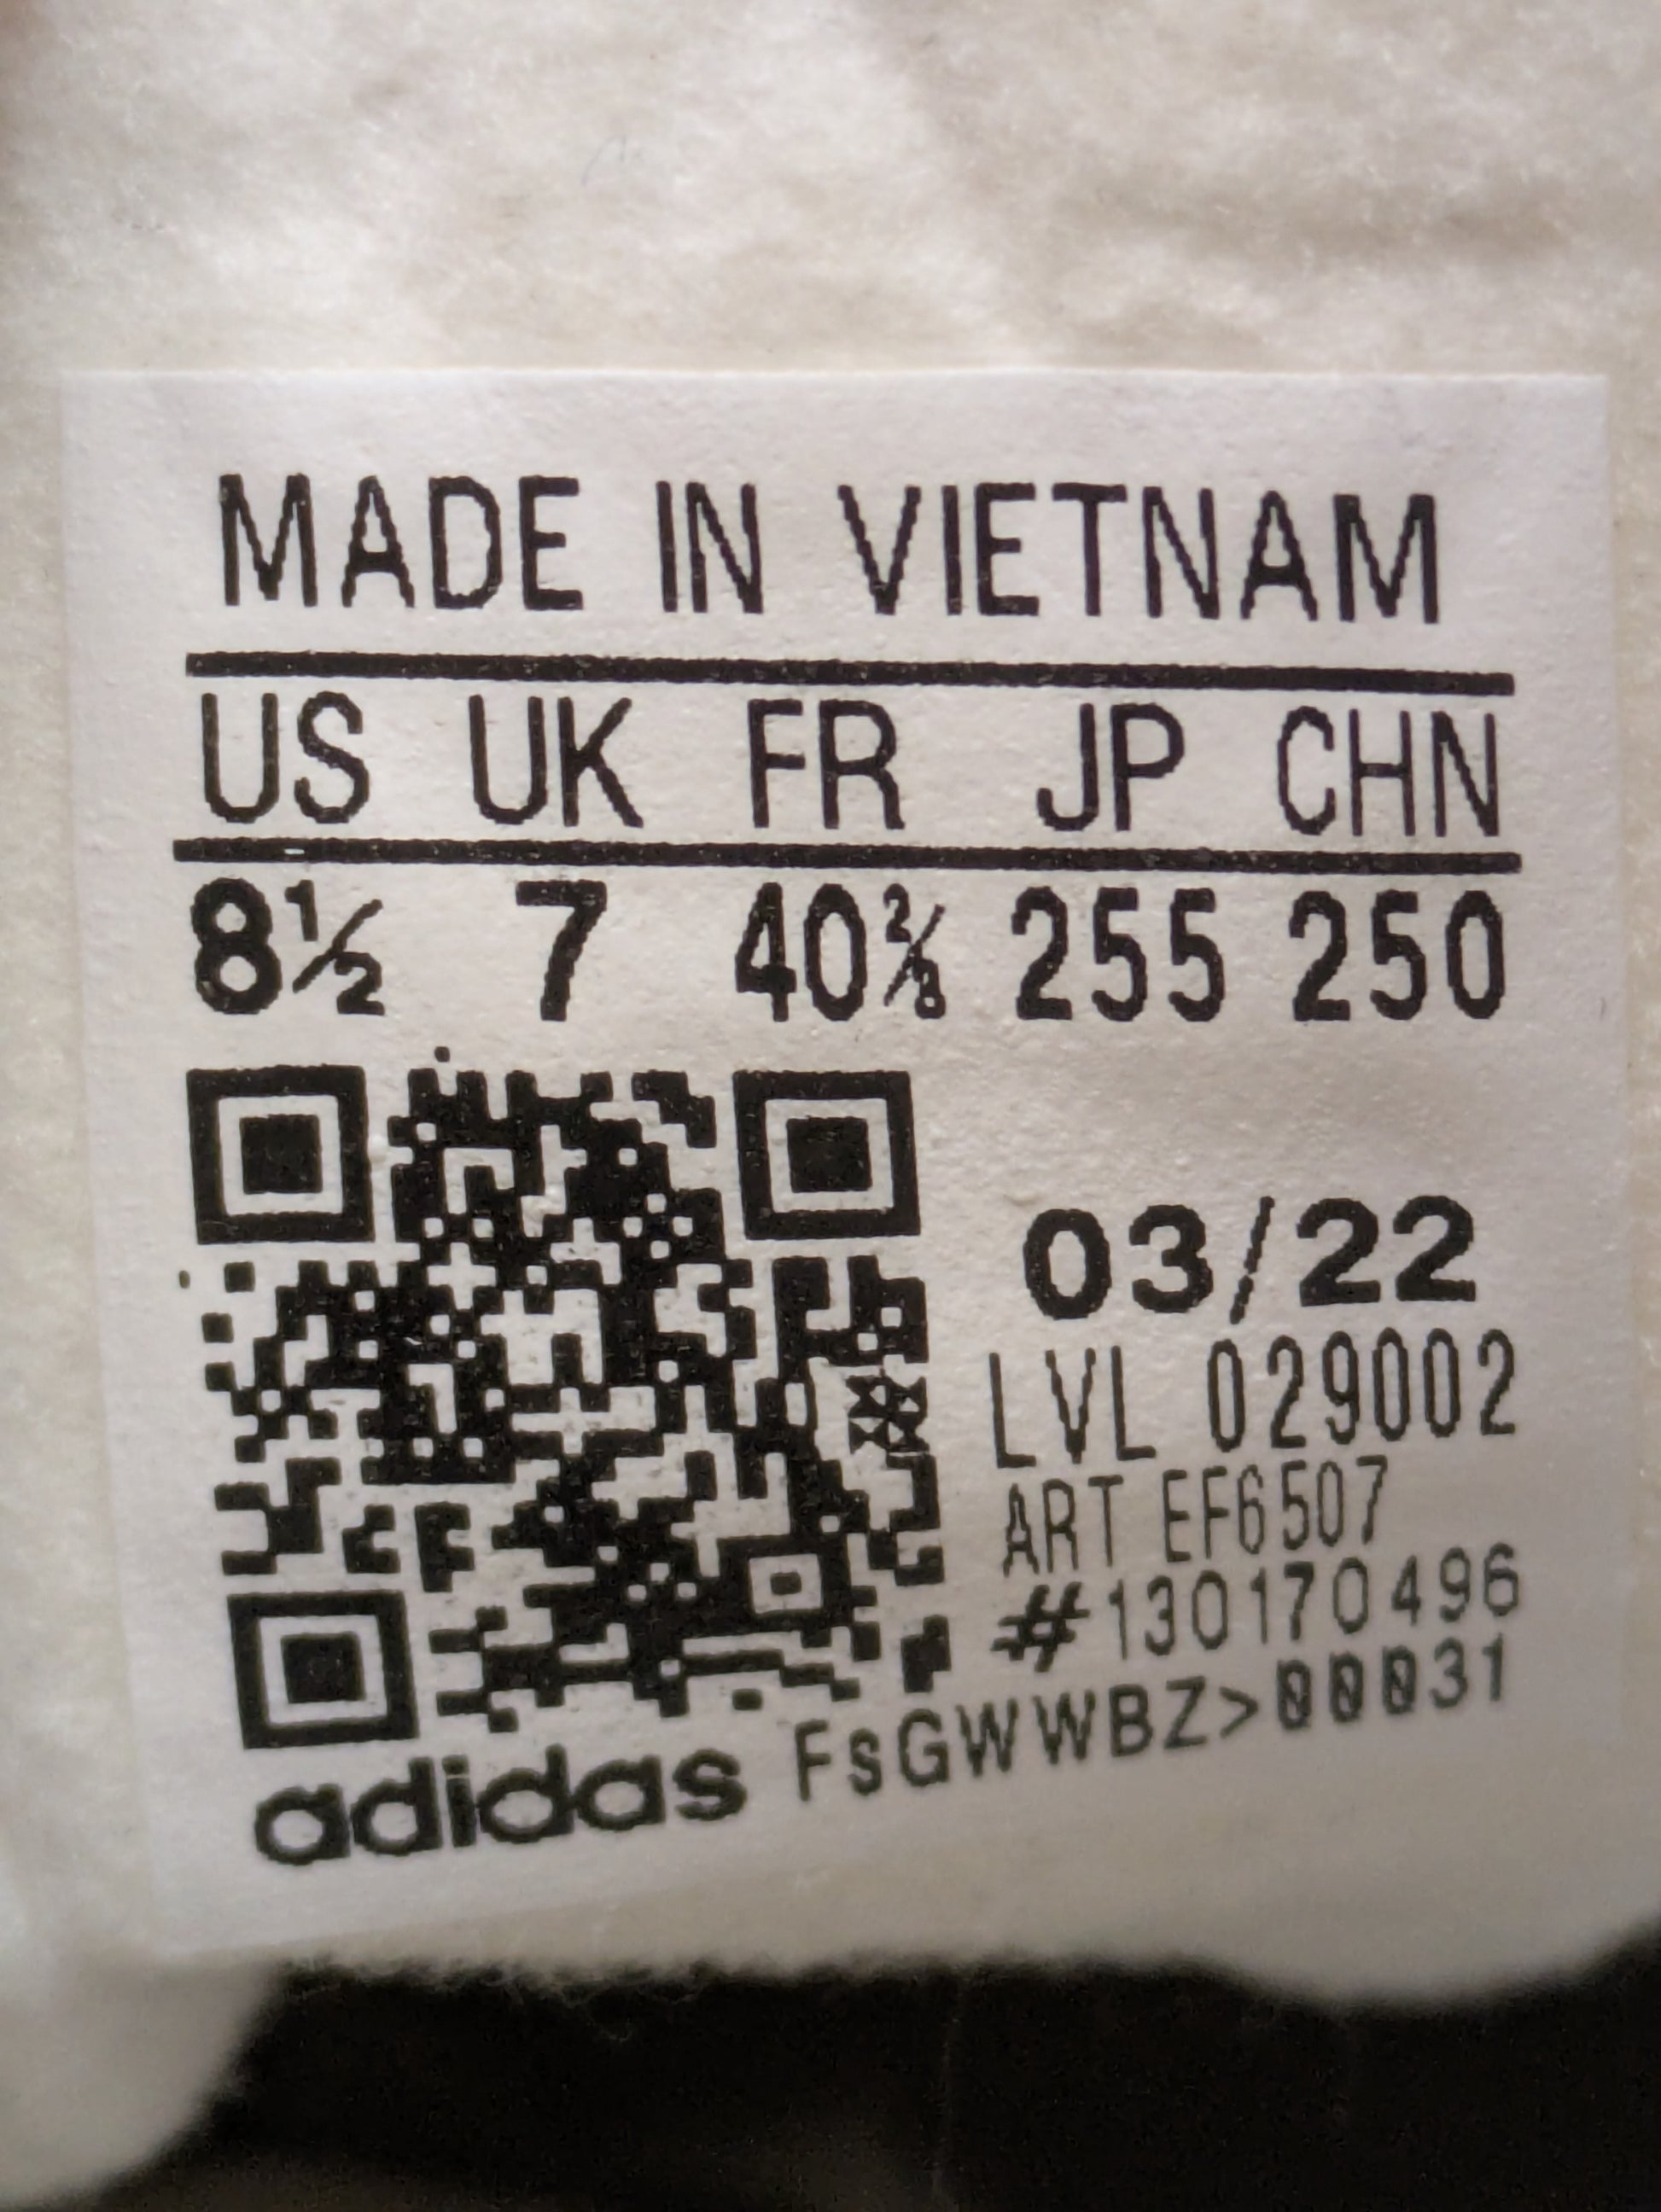 MADE IN VIETNAM
US UK FR JP CHN
8½ 7 40⅔ 255 250
03/22
LVL 029002
ART EF6507
#130170496
adidas FsGWWBZ>00031